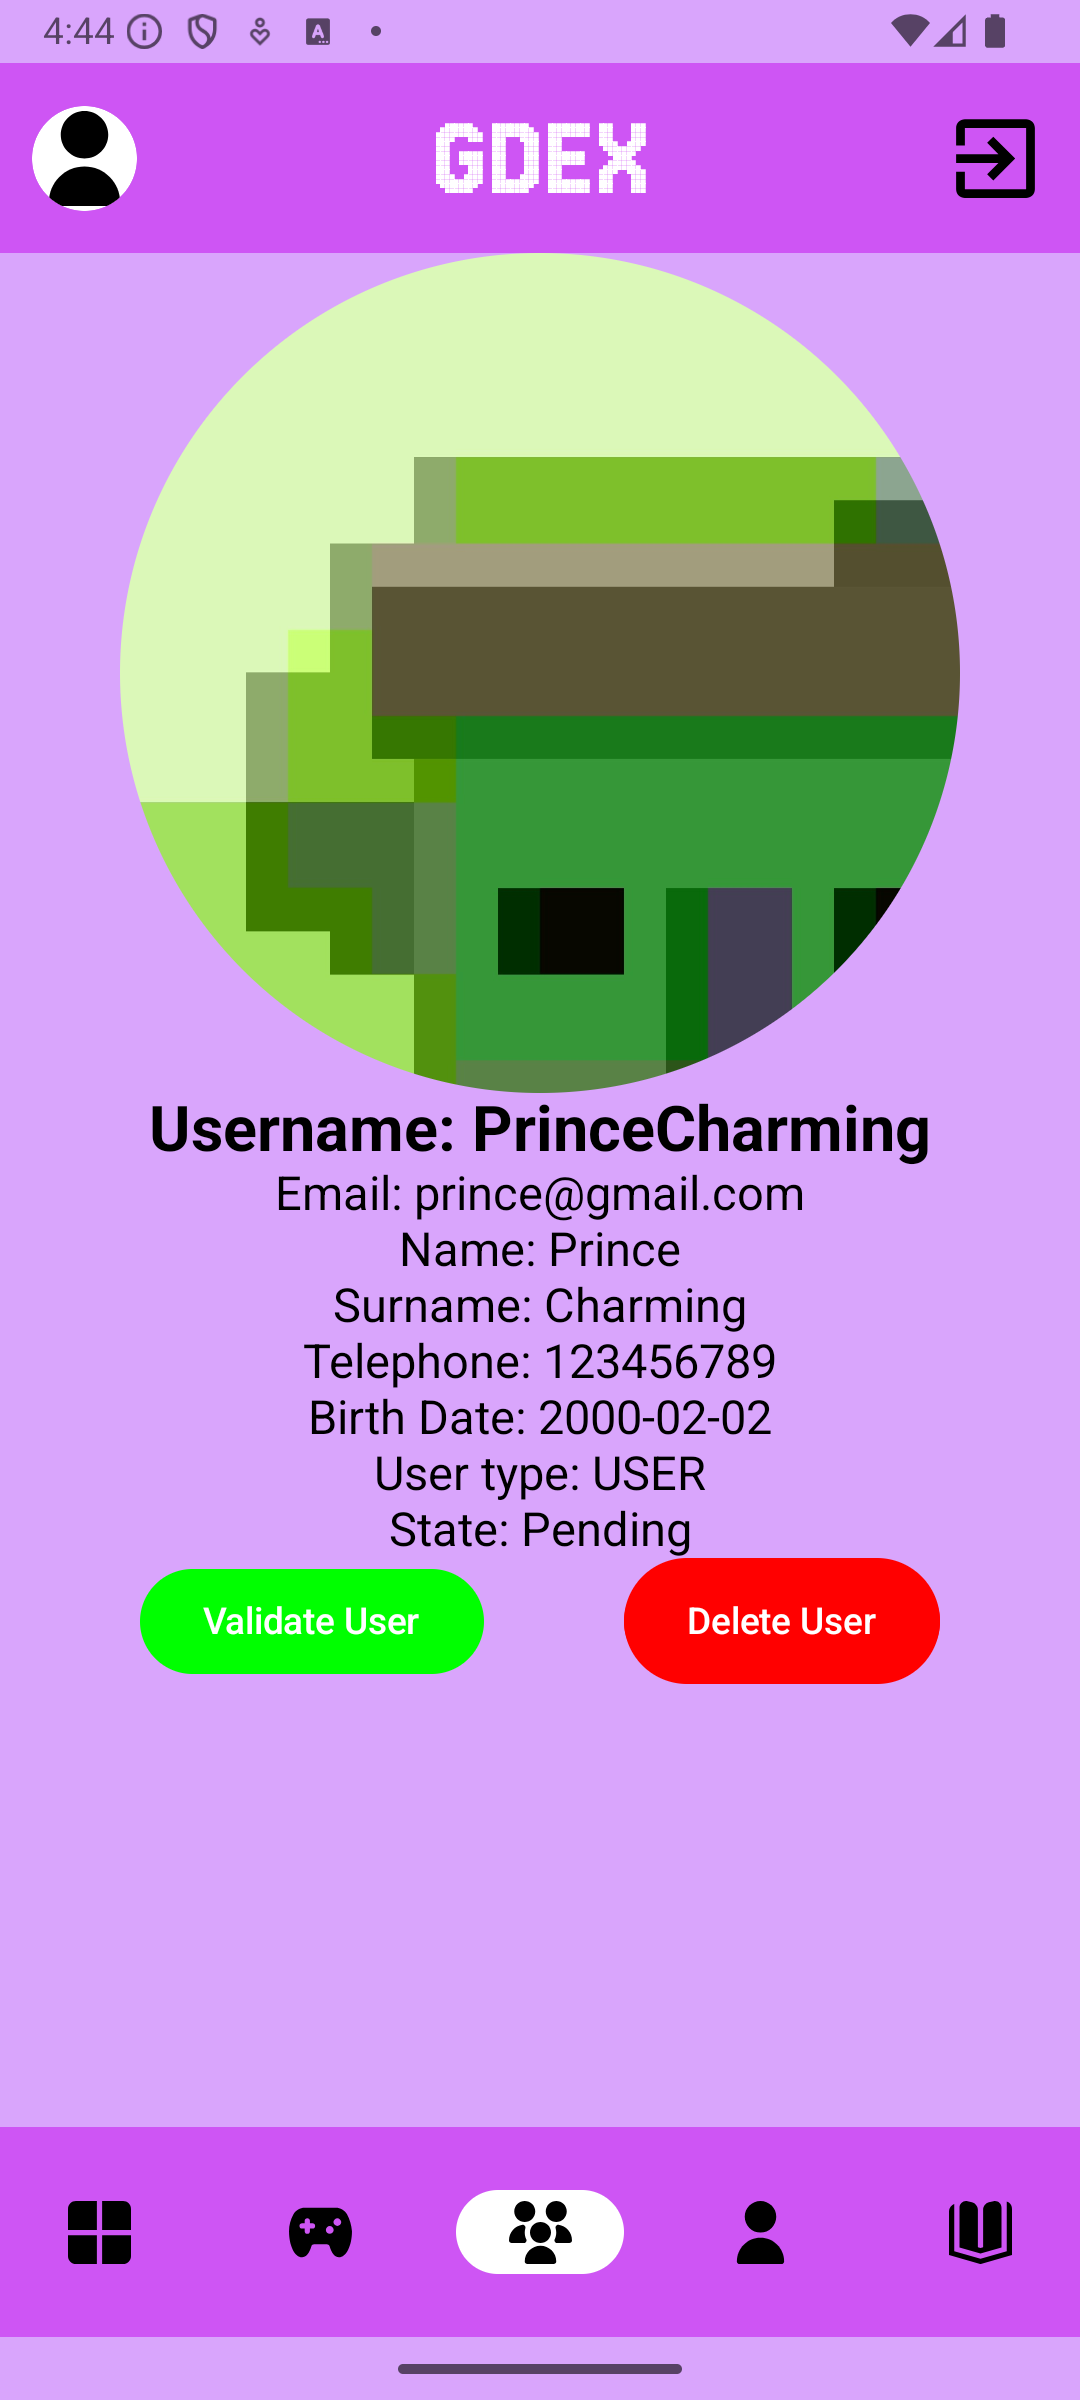 4:44
GDEX
Username: PrinceCharming
Email: prince@gmail.com
Name: Prince
Surname: Charming
Telephone: 123456789
Birth Date: 2000-02-02
User type: USER
State: Pending
Validate User
Delete User